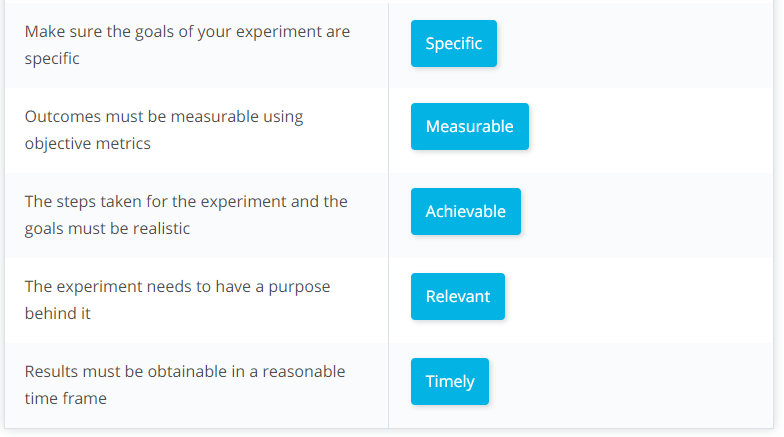 Make sure the goals of your experiment are
specific
Specific
Outcomes must be measurable using
objective metrics
Measurable
The steps taken for the experiment and the
goals must be realistic
Achievable
The experiment needs to have a purpose
behind it
Relevant
Results must be obtainable in a reasonable
time frame
Timely